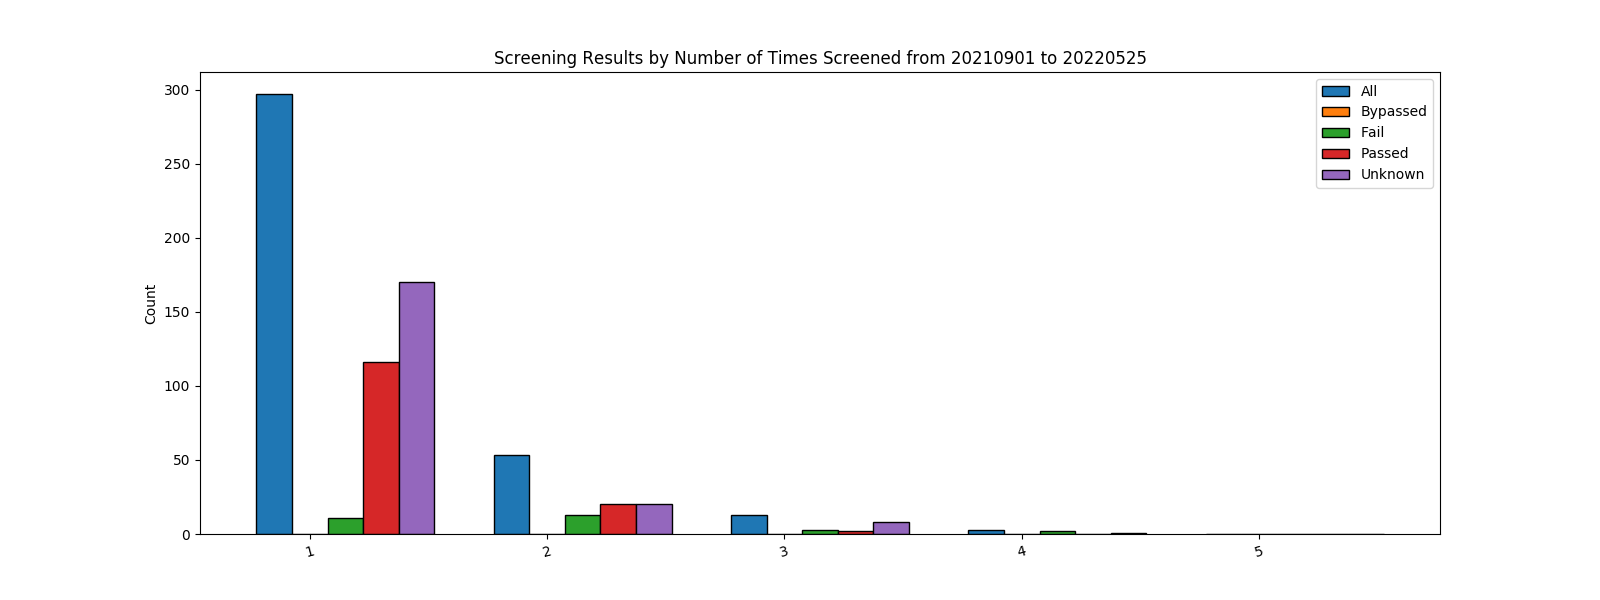 Screening Results by Number of Times Screened from 20210901 to 20220525
300
250
200
150
100
50
0
Count
All
Bypassed
Fail
Passed
Unknown
1
2
3
4
5